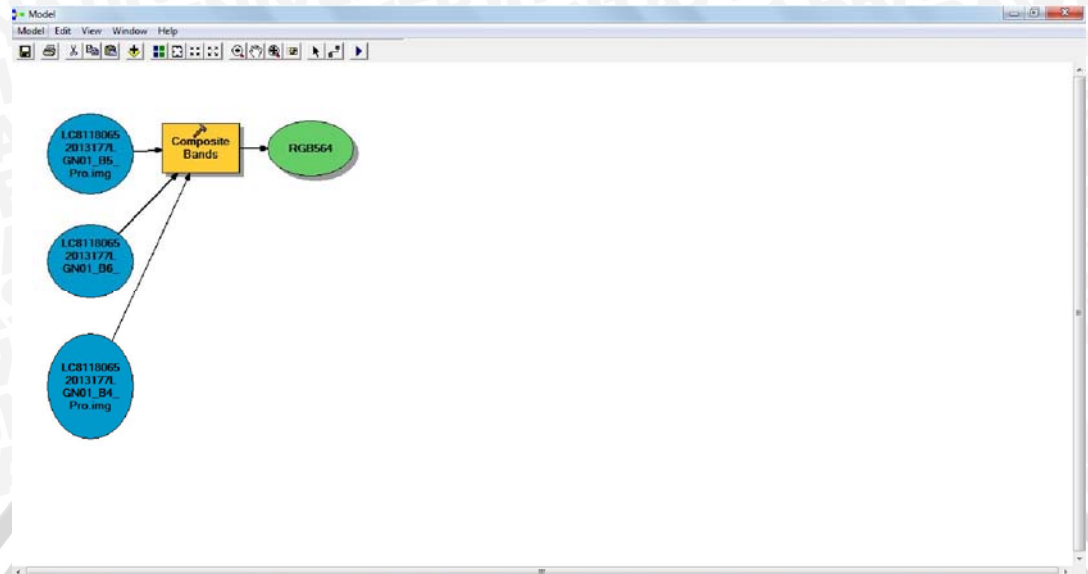 Model
Model Edit View Window Help
LC8118065
2013177L
GN01_B5_
Pro.img
Composite
Bands
RGB564
LC8118065
2013177L
GN01_B6_
LC8118065
2013177L
GN01_B4_
Pro.img